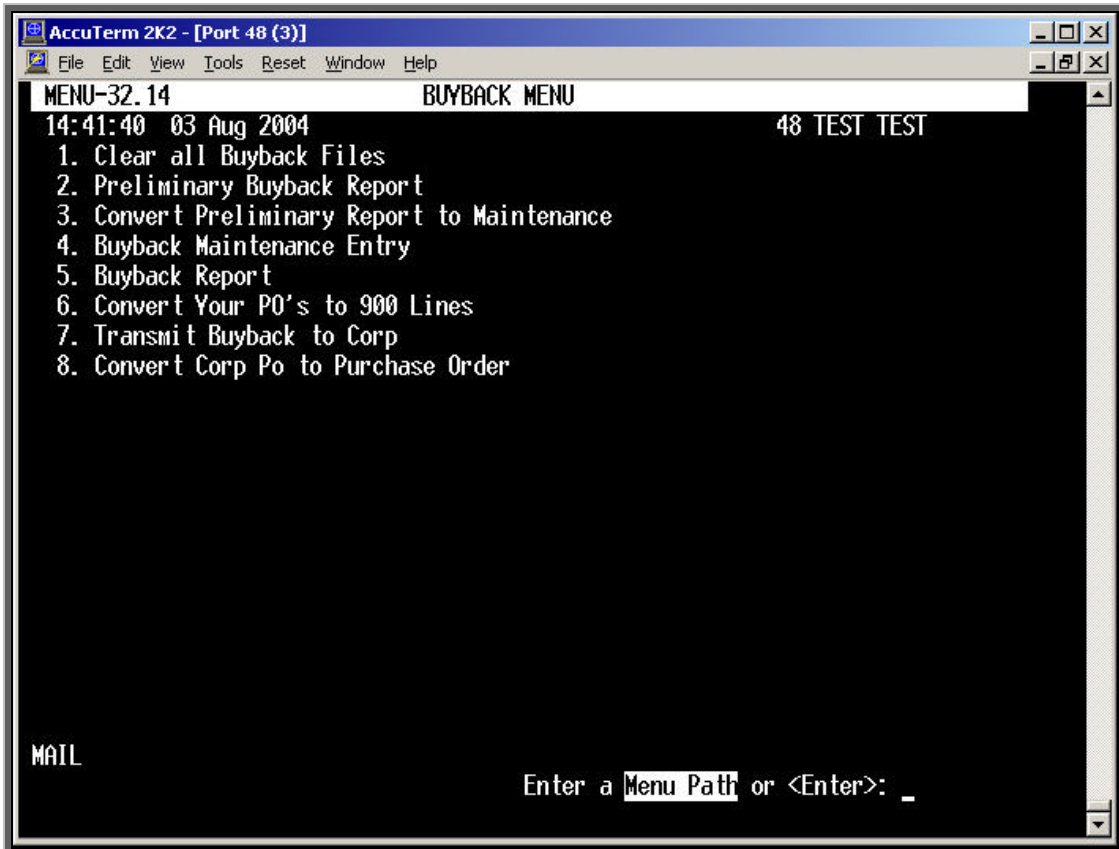 AccuTerm 2K2 - [Port 48 (3)]
File Edit View Tools Reset Window Help
MENU-32.14 BUYBACK MENU
14:41:40 03 Aug 2004 48 TEST TEST
1. Clear all Buyback Files
2. Preliminary Buyback Report
3. Convert Preliminary Report to Maintenance
4. Buyback Maintenance Entry
5. Buyback Report
6. Convert Your PO's to 900 Lines
7. Transmit Buyback to Corp
8. Convert Corp Po to Purchase Order
MAIL
Enter a Menu Path or <Enter>: _